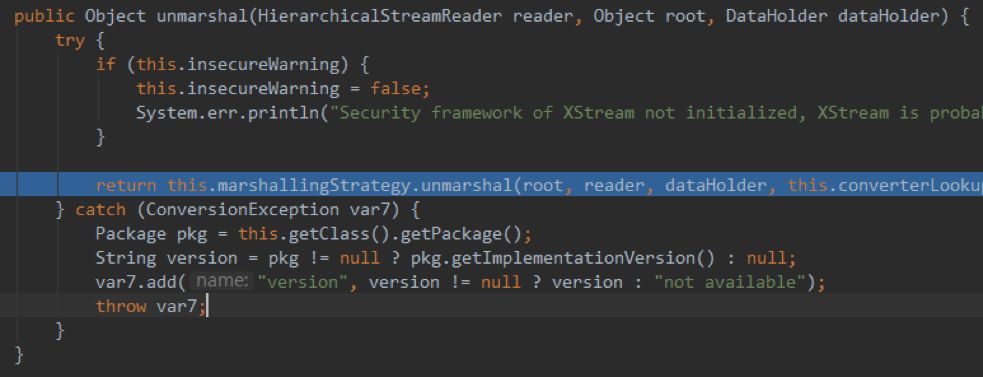 public Object unmarshal(HierarchicalStreamReader reader, Object root, DataHolder dataHolder) {
try {
if (this.insecureWarning) {
this.insecureWarning = false;
System.err.println("Security framework of XStream not initialized, XStream is probab
}
return this.marshallingStrategy.unmarshal(root, reader, dataHolder, this.converterLookup
} catch (ConversionException var7) {
Package pkg = this.getClass().getPackage();
String version = pkg != null ? pkg.getImplementationVersion() : null;
var7.add( name: "version", version != null ? version : "not available");
throw var7;
}
}